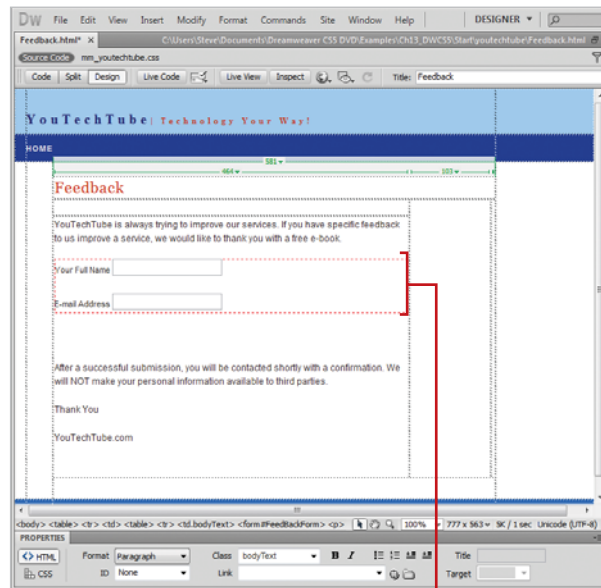 DW File Edit View Insert Modify Format Commands Site Window Help DESIGNER
Feedback.html* × C:\Users\Steve\Documents\Dreamweaver CS5 DVD\Examples\Ch13_DWCS5\Start\youtechtube\Feedback.html
Source Code mm_youtechtube.css
Code Split Design Live Code Live View Inspect Title: Feedback
YouTechTube| Technology Your Way!
HOME
581
464 103
Feedback
YouTechTube is always trying to improve our services. If you have specific feedback
to us improve a service, we would like to thank you with a free e-book.
Your Full Name
E-mail Address
After a successful submission, you will be contacted shortly with a confirmation. We
will NOT make your personal information available to third parties.
Thank You
YouTechTube.com
<body> <table> <tr> <td> <table> <tr> <td.bodyText> <form#FeedBackForm> <p> 100% 777 x 563 5K / 1 sec Unicode (UTF-8)
PROPERTIES
<> HTML Format Paragraph Class bodyText B I Title
CSS ID None Link Target